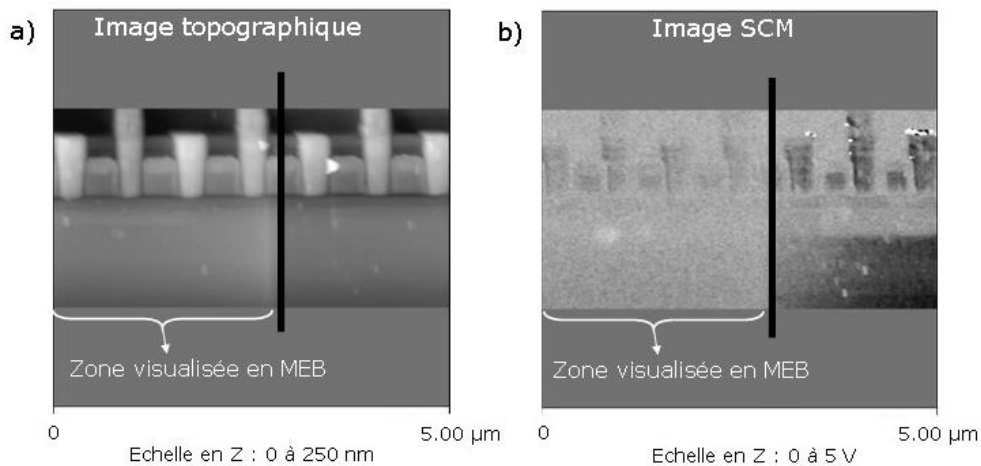 a)
Image topographique
Zone visualisée en MEB
0
5.00 µm
Echelle en Z : 0 à 250 nm
b)
Image SCM
Zone visualisée en MEB
0
5.00 µm
Echelle en Z : 0 à 5 V